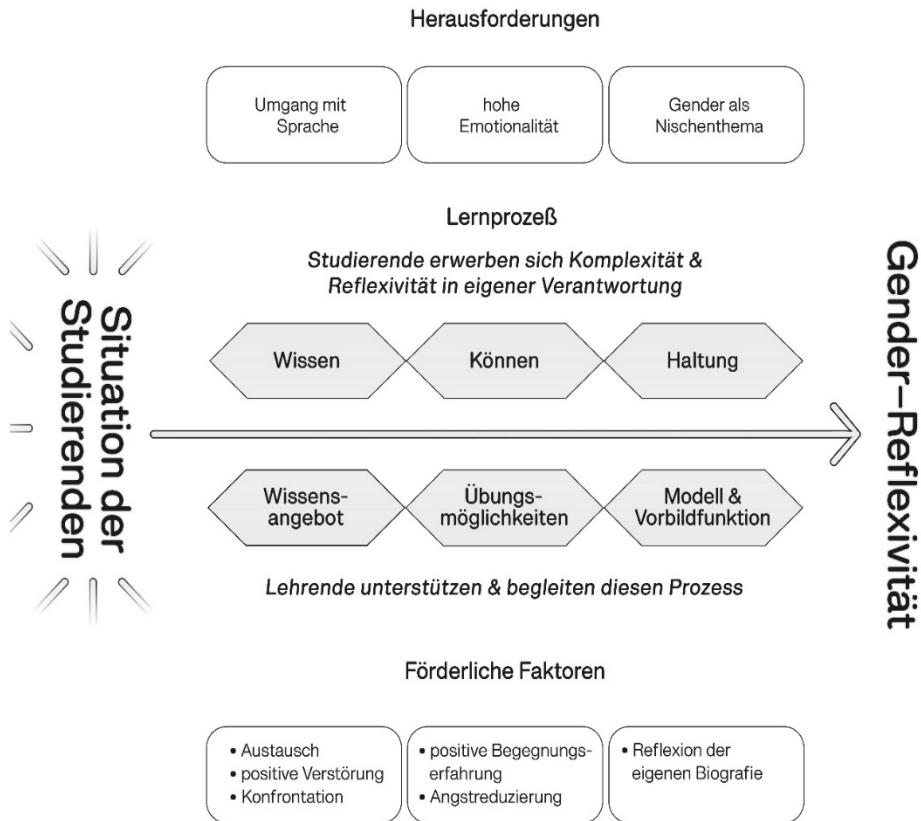 Herausforderungen
Umgang mit
Sprache
hohe
Emotionalität
Gender als
Nischenthema
Situation der
Studierenden
Lernprozeß
Studierende erwerben sich Komplexität &
Reflexivität in eigener Verantwortung
Wissen
Können
Haltung
Wissens-
angebot
Übungs-
möglichkeiten
Modell &
Vorbildfunktion
Lehrende unterstützen & begleiten diesen Prozess
Gender–Reflexivität
Förderliche Faktoren
• Austausch
• positive Verstörung
• Konfrontation
• positive Begegnungs-
erfahrung
• Angstreduzierung
• Reflexion der
eigenen Biografie